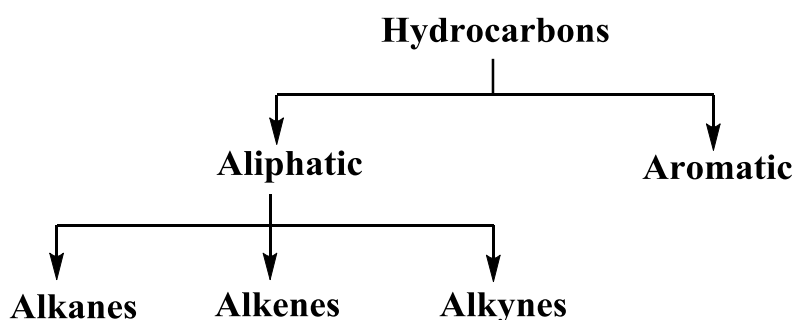 Hydrocarbons
Aliphatic
Aromatic
Alkanes
Alkenes
Alkynes